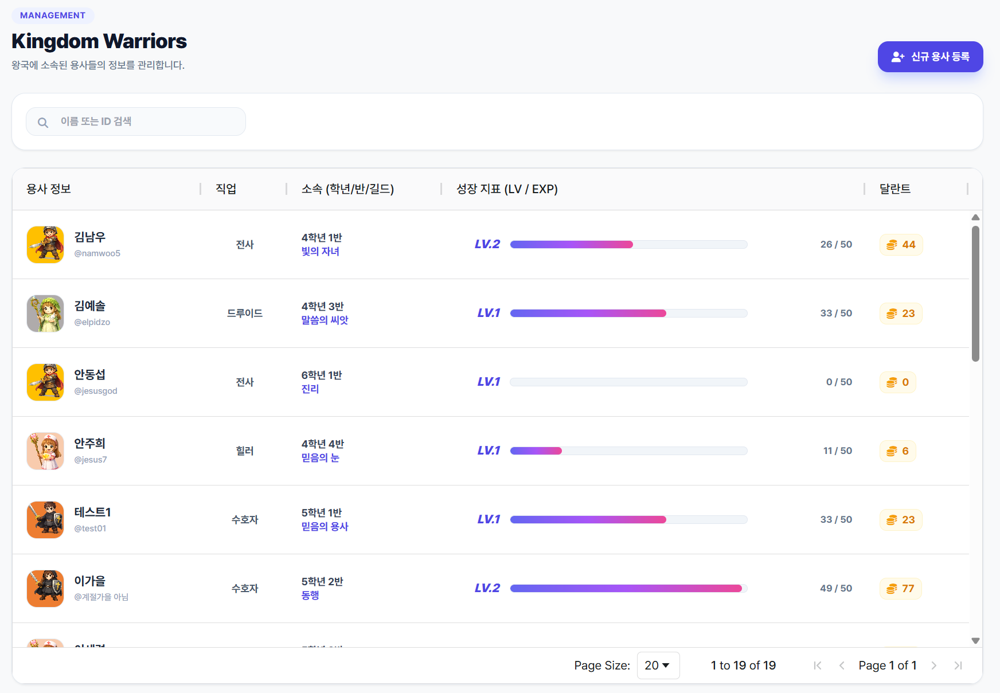 MANAGEMENT
Kingdom Warriors
왕국에 소속된 용사들의 정보를 관리합니다.
신규 용사 등록
이름 또는 ID 검색
용사 정보 직업 소속 (학년/반/길드) 성장 지표 (LV / EXP) 달란트
김남우
@namwoo5
전사
4학년 1반
빛의 자녀
LV.2
26 / 50
44
김예솔
@elpidzo
드루이드
4학년 3반
말씀의 씨앗
LV.1
33 / 50
23
안동섭
@jesusgod
전사
6학년 1반
진리
LV.1
0 / 50
0
안주희
@jesus7
힐러
4학년 4반
믿음의 눈
LV.1
11 / 50
6
테스트1
@test01
수호자
5학년 1반
믿음의 용사
LV.1
33 / 50
23
이가을
@계절가을 아님
수호자
5학년 2반
동행
LV.2
49 / 50
77
Page Size: 20 1 to 19 of 19 Page 1 of 1